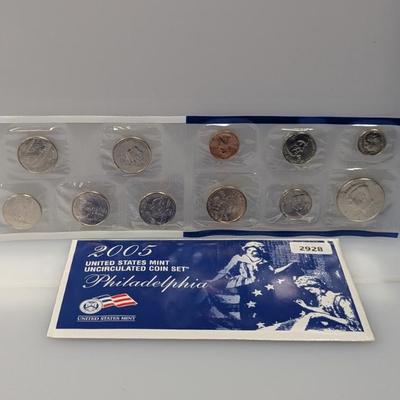 2005
2928
UNITED STATES MINT
UNCIRCULATED COIN SET®
Philadelphia
UNITED STATES MINT